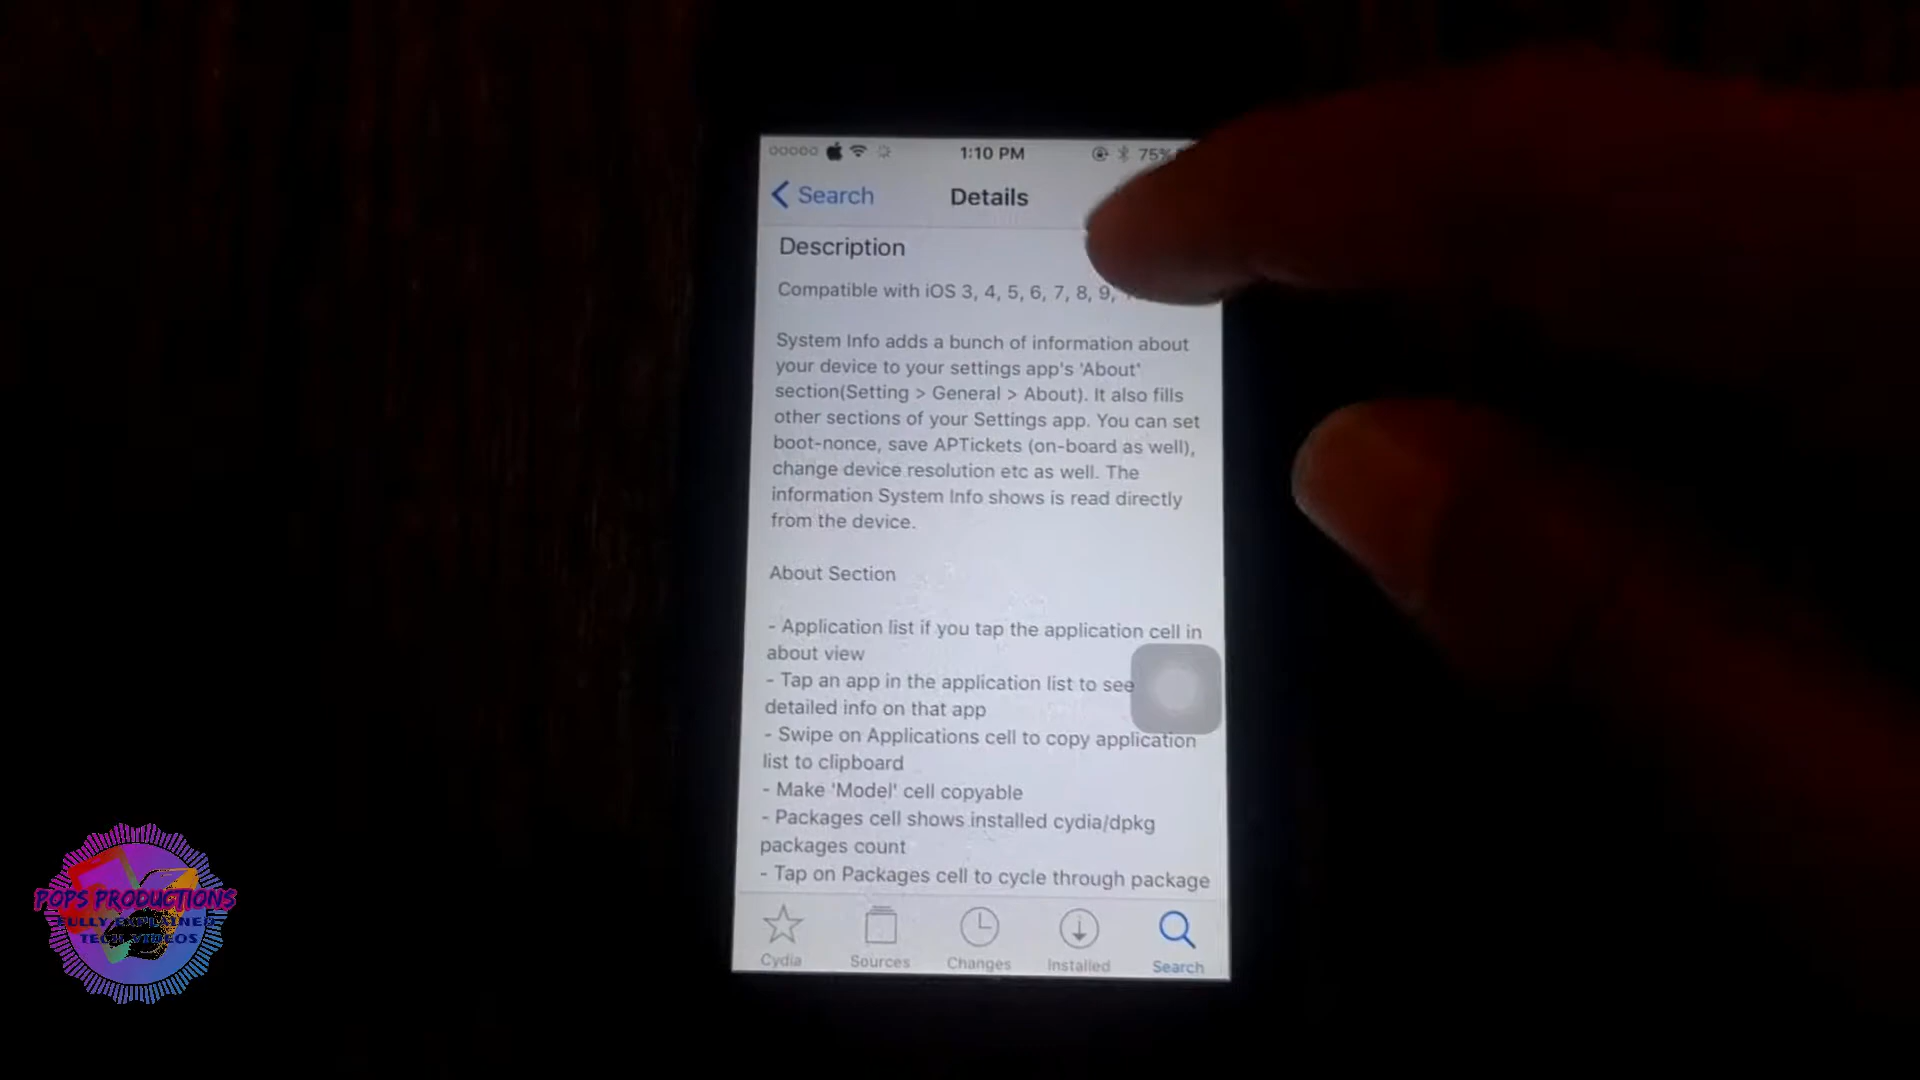 1:10 PM
75%
Search
Details
Description
Compatible with iOS 3, 4, 5, 6, 7, 8, 9,
System Info adds a bunch of information about
your device to your settings app's 'About'
section(Setting > General > About). It also fills
other sections of your Settings app. You can set
boot-nonce, save APTickets (on-board as well),
change device resolution etc as well. The
information System Info shows is read directly
from the device.
About Section
- Application list if you tap the application cell in
about view
- Tap an app in the application list to see
detailed info on that app
- Swipe on Applications cell to copy application
list to clipboard
- Make 'Model' cell copyable
- Packages cell shows installed cydia/dpkg
packages count
- Tap on Packages cell to cycle through package
Cydia
Sources
Changes
Installed
Search
POPS PRODUCTIONS
FULLY EXPLAINED
TECH VIDEOS